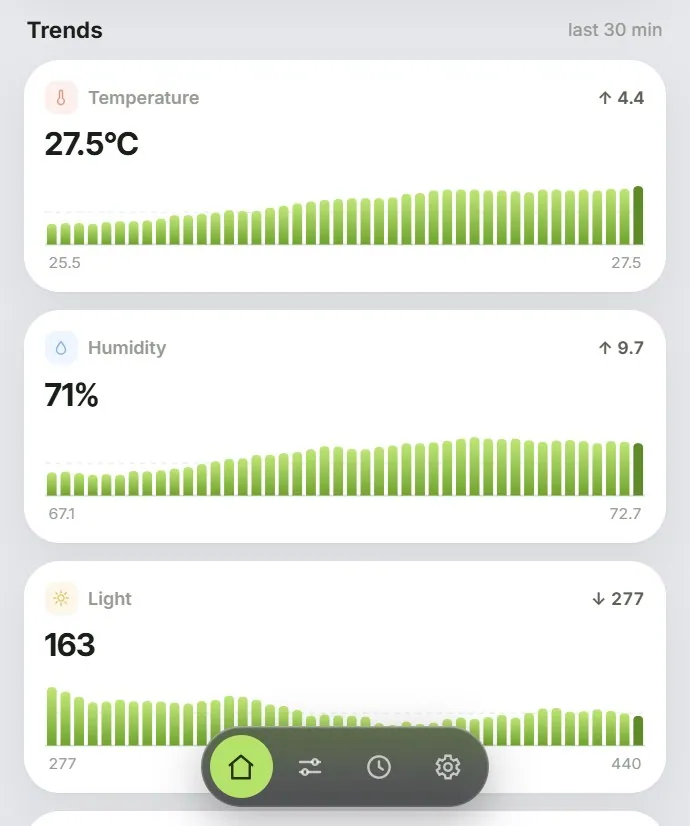 Trends
last 30 min
Temperature
↑ 4.4
27.5°C
25.5
27.5
Humidity
↑ 9.7
71%
67.1
72.7
Light
↓ 277
163
277
440